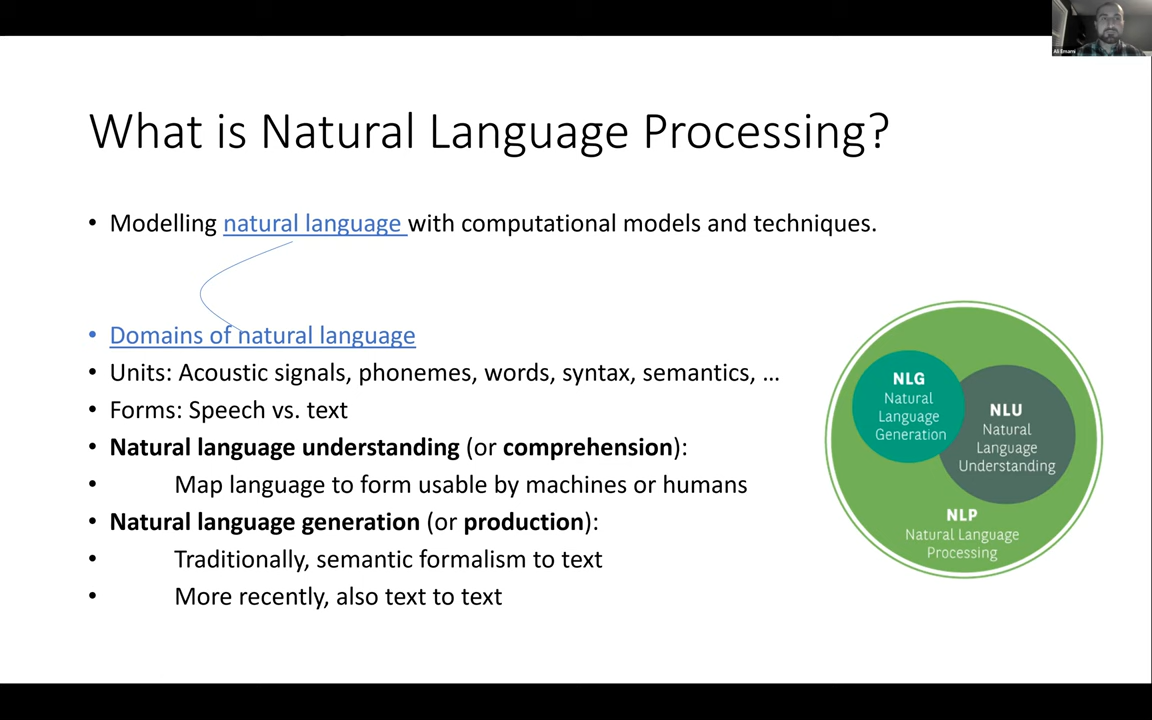 Ali Emami
What is Natural Language Processing?
• Modelling natural language with computational models and techniques.
• Domains of natural language
• Units: Acoustic signals, phonemes, words, syntax, semantics, …
• Forms: Speech vs. text
• Natural language understanding (or comprehension):
• Map language to form usable by machines or humans
• Natural language generation (or production):
• Traditionally, semantic formalism to text
• More recently, also text to text
NLG
Natural
Language
Generation
NLU
Natural
Language
Understanding
NLP
Natural Language
Processing